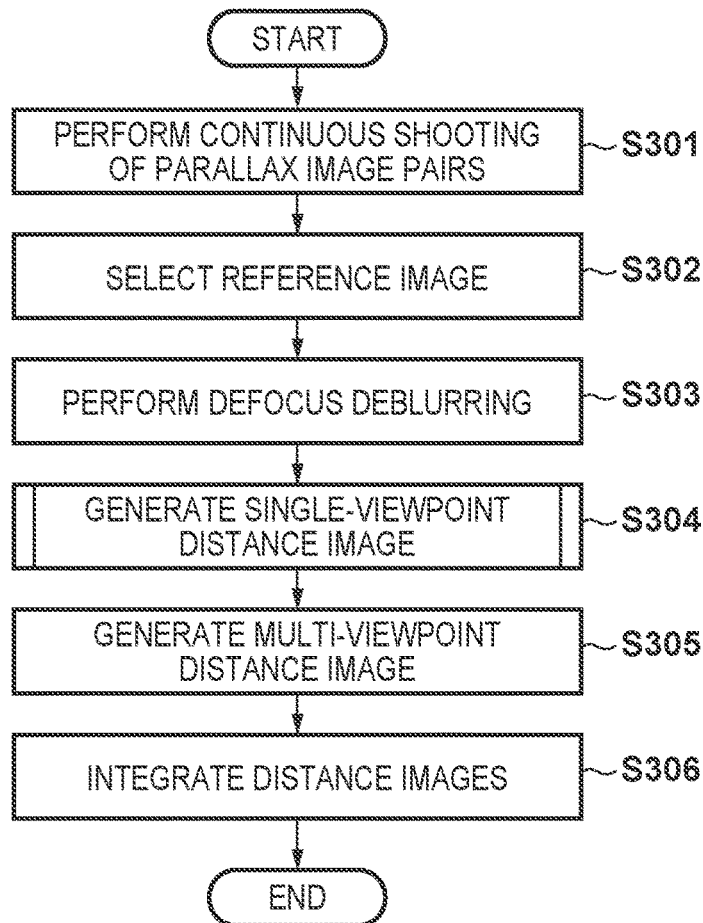 START
PERFORM CONTINUOUS SHOOTING
OF PARALLAX IMAGE PAIRS
S301
SELECT REFERENCE IMAGE
S302
PERFORM DEFOCUS DEBLURRING
S303
GENERATE SINGLE-VIEWPOINT
DISTANCE IMAGE
S304
GENERATE MULTI-VIEWPOINT
DISTANCE IMAGE
S305
INTEGRATE DISTANCE IMAGES
S306
END